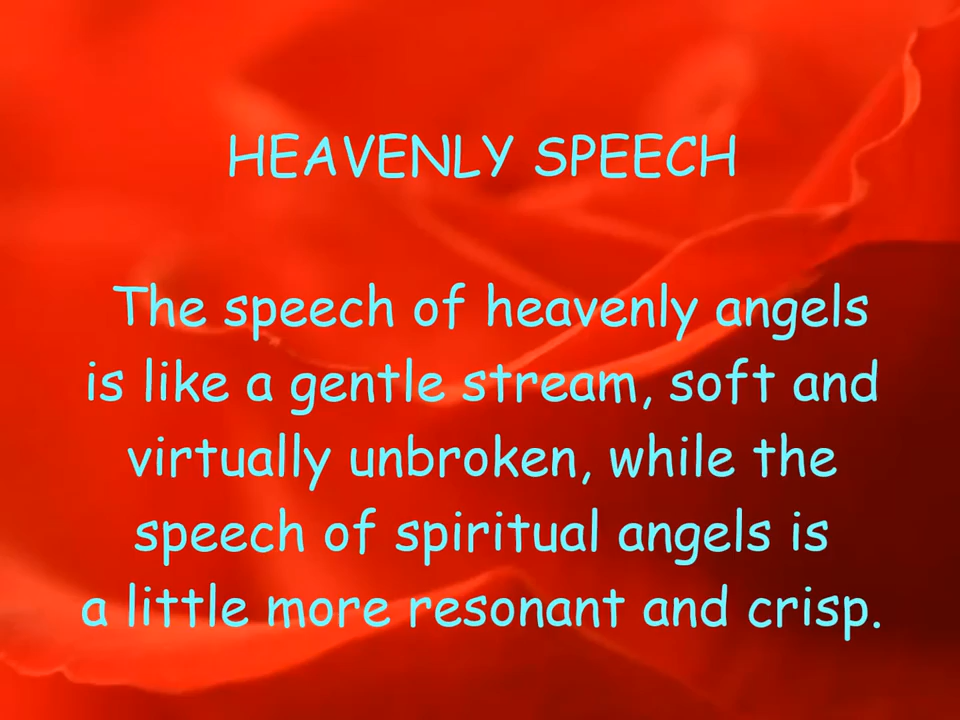 HEAVENLY SPEECH
The speech of heavenly angels
is like a gentle stream, soft and
virtually unbroken, while the
speech of spiritual angels is
a little more resonant and crisp.